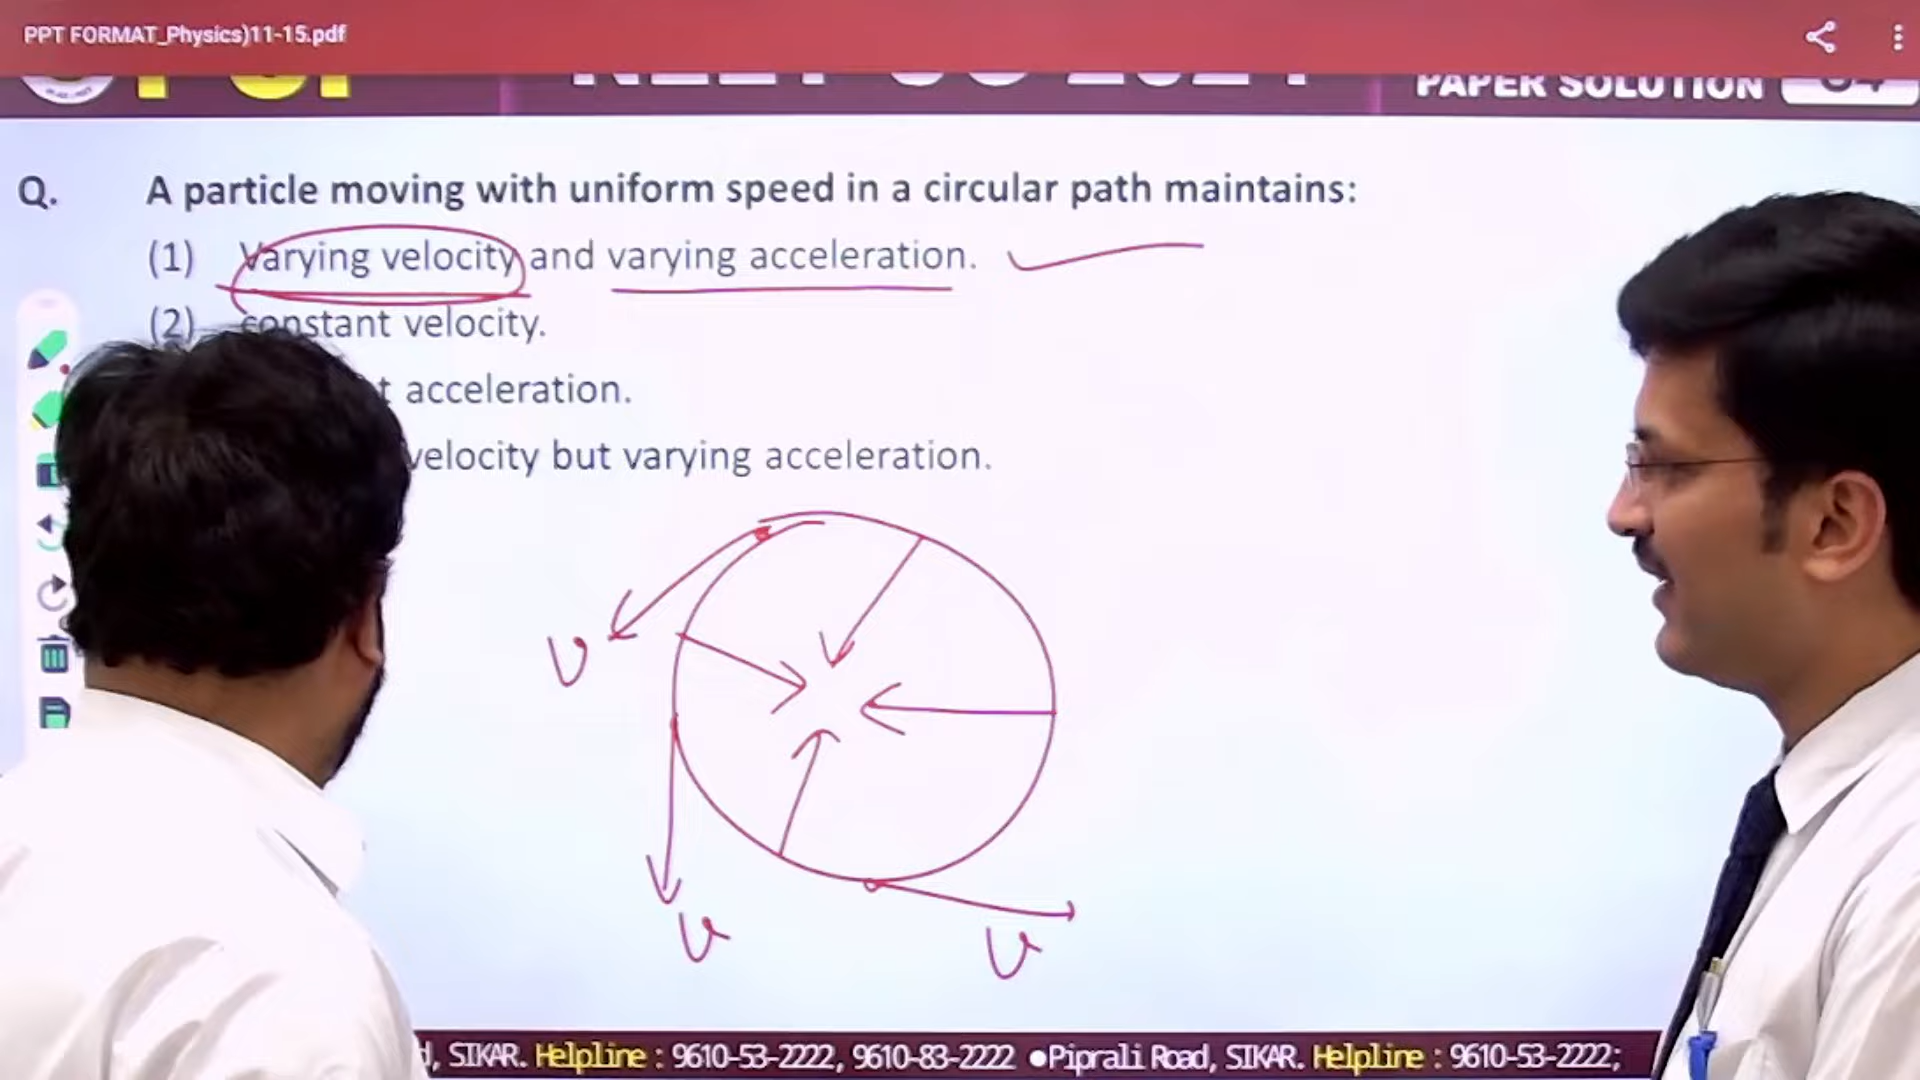 PPT FORMAT_Physics)11-15.pdf
PAPER SOLUTION
Q. A particle moving with uniform speed in a circular path maintains:
(1) Varying velocity and varying acceleration.
(2) constant velocity.
acceleration.
velocity but varying acceleration.
v
v
v
SIKAR. Helpline : 9610-53-2222, 9610-83-2222 ●Piprali Road, SIKAR. Helpline : 9610-53-2222;